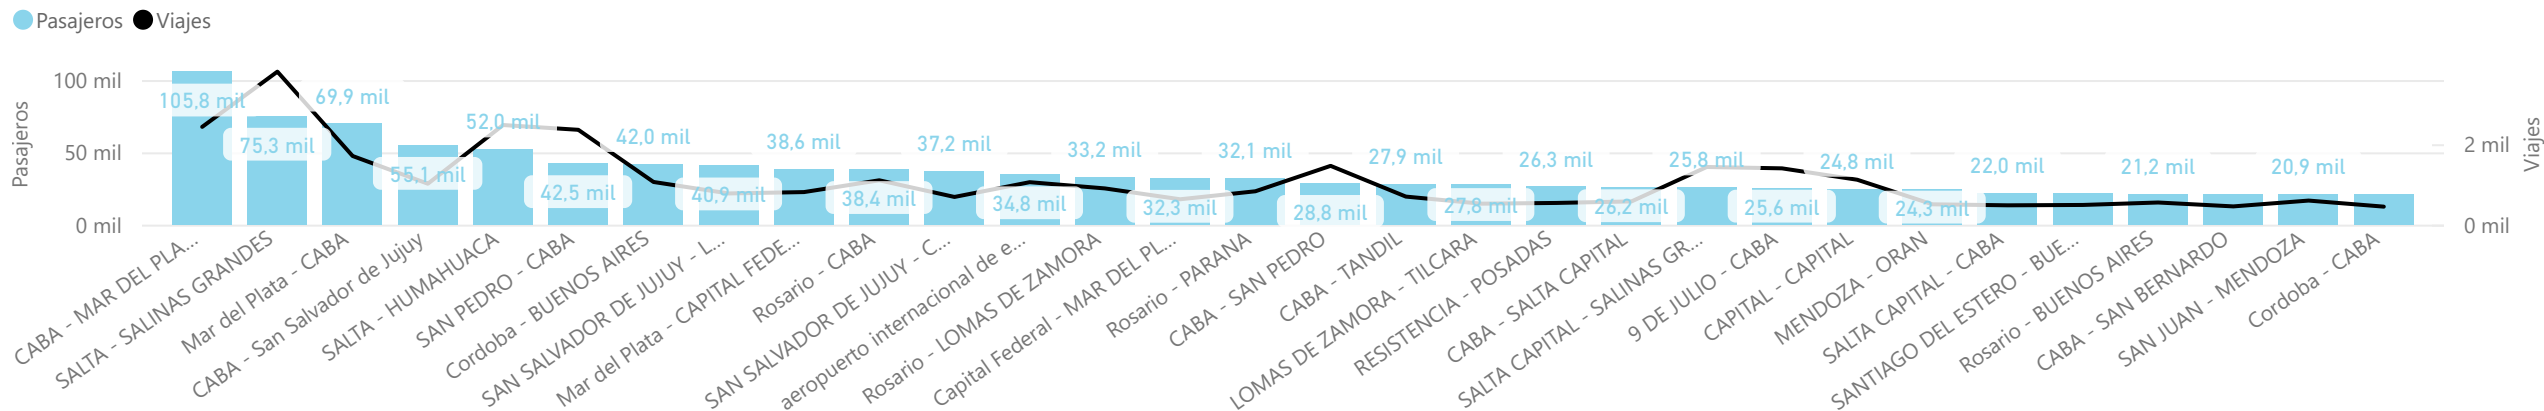 Pasajeros Viajes
Pasajeros
100 mil
50 mil
0 mil
105,8 mil
75,3 mil
69,9 mil
55,1 mil
52,0 mil
42,5 mil
42,0 mil
40,9 mil
38,6 mil
38,4 mil
37,2 mil
34,8 mil
33,2 mil
32,3 mil
32,1 mil
28,8 mil
27,9 mil
27,8 mil
26,3 mil
26,2 mil
25,8 mil
25,6 mil
24,8 mil
24,3 mil
22,0 mil
21,2 mil
20,9 mil
2 mil
0 mil
Viajes
CABA - MAR DEL PLA...
SALTA - SALINAS GRANDES
Mar del Plata - CABA
CABA - San Salvador de Jujuy
SALTA - HUMAHUACA
SAN PEDRO - CABA
Cordoba - BUENOS AIRES
SAN SALVADOR DE JUJUY - L...
Mar del Plata - CAPITAL FEDE...
Rosario - CABA
SAN SALVADOR DE JUJUY - C...
aeropuerto internacional de e...
Rosario - LOMAS DE ZAMORA
Capital Federal - MAR DEL PL...
Rosario - PARANA
CABA - SAN PEDRO
CABA - TANDIL
LOMAS DE ZAMORA - TILCARA
RESISTENCIA - POSADAS
CABA - SALTA CAPITAL
SALTA CAPITAL - SALINAS GR...
9 DE JULIO - CABA
CAPITAL - CAPITAL
MENDOZA - ORAN
SALTA CAPITAL - CABA
SANTIAGO DEL ESTERO - BUE...
Rosario - BUENOS AIRES
CABA - SAN BERNARDO
SAN JUAN - MENDOZA
Cordoba - CABA